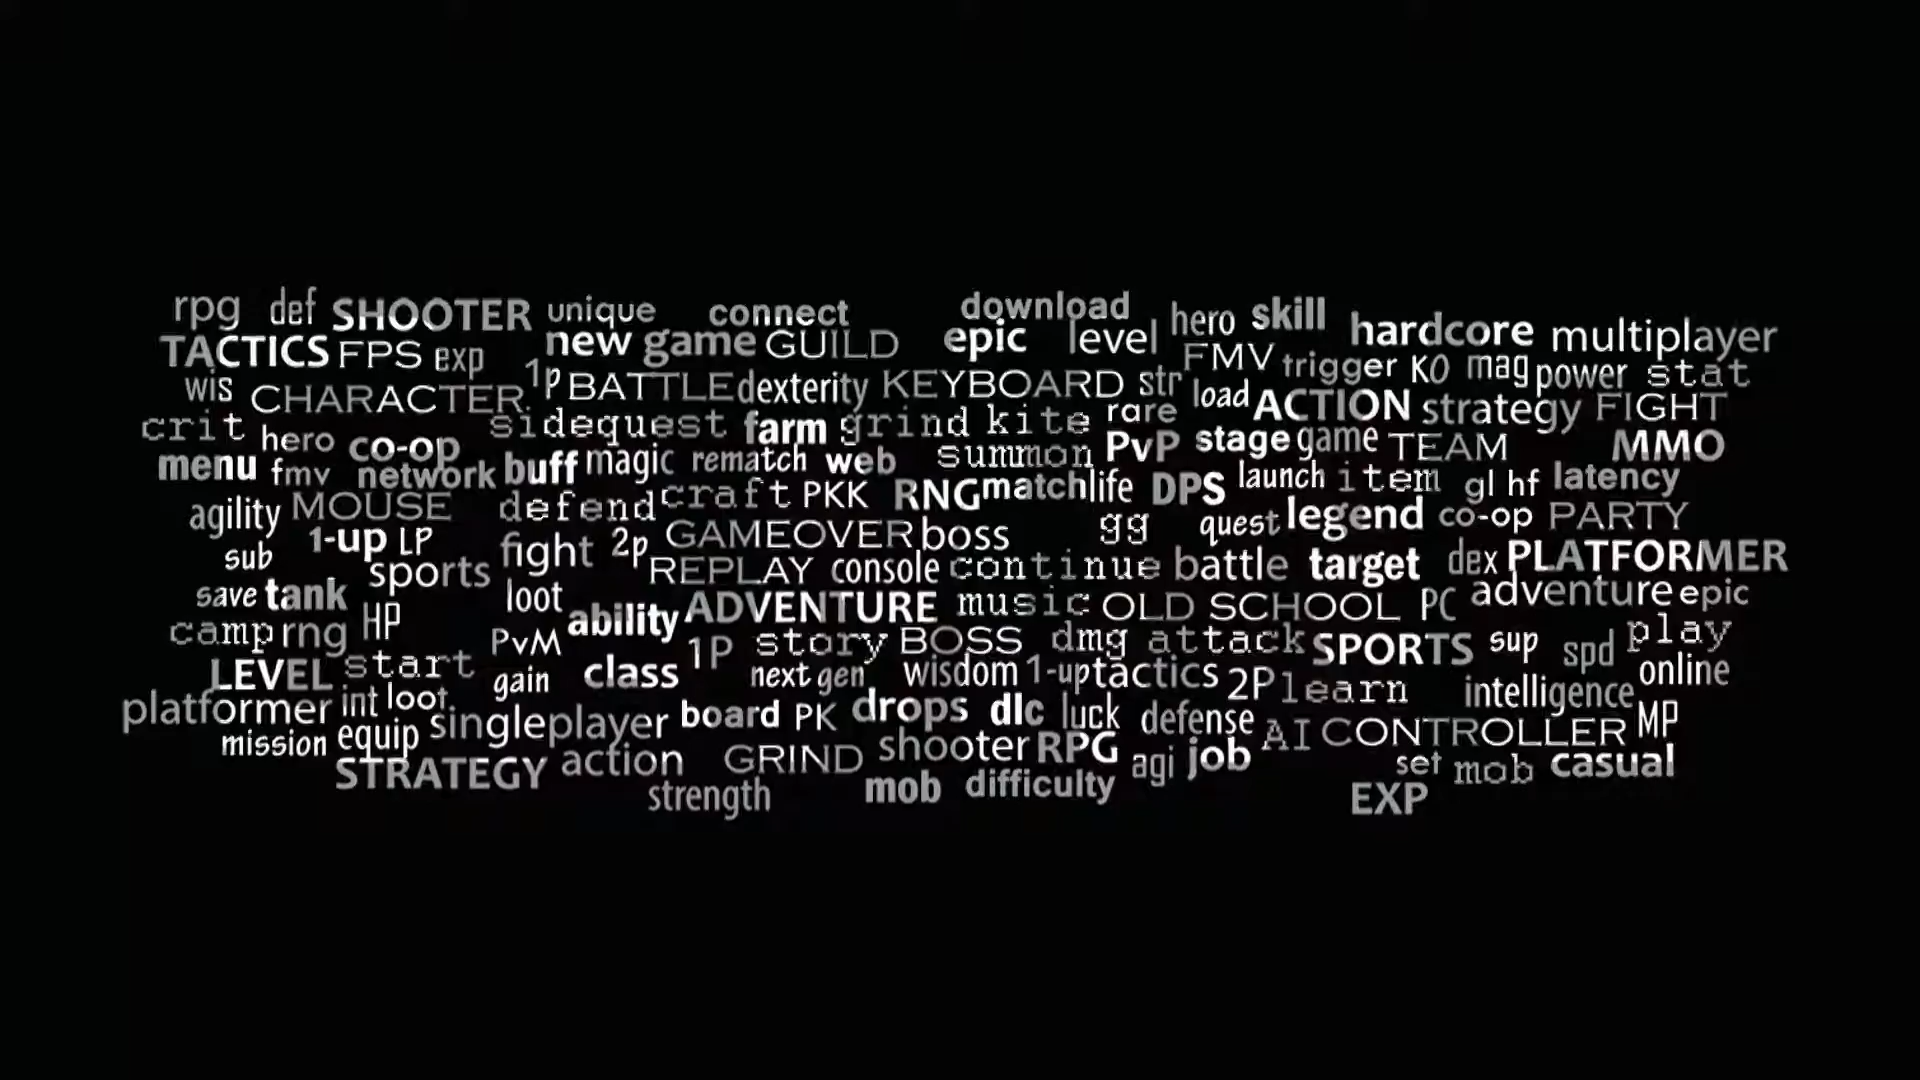 rpg def SHOOTER unique connect download hero skill hardcore multiplayer
TACTICS FPS exp new game GUILD epic level FMV trigger KO mag power stat
wis CHARACTER 1p BATTLE dexterity KEYBOARD str load ACTION strategy FIGHT
crit hero co-op sidequest farm grind kite rare PvP stage game TEAM MMO
menu fmv network buff magic rematch web summon launch item gl hf latency
agility MOUSE defend craft PKK RNG match life DPS quest legend co-op PARTY
sub 1-up LP fight 2p GAMEOVER boss gg
sports REPLAY console continue battle target dex PLATFORMER
save tank HP loot ability ADVENTURE music OLD SCHOOL PC adventure epic
camp rng PvM 1P story BOSS dmg attack SPORTS sup spd play
LEVEL start gain class next gen wisdom 1-up tactics 2P learn intelligence online
platformer int loot singleplayer board PK drops dlc luck defense AI CONTROLLER MP
mission equip STRATEGY action GRIND shooter RPG agi job set mob casual
strength mob difficulty EXP